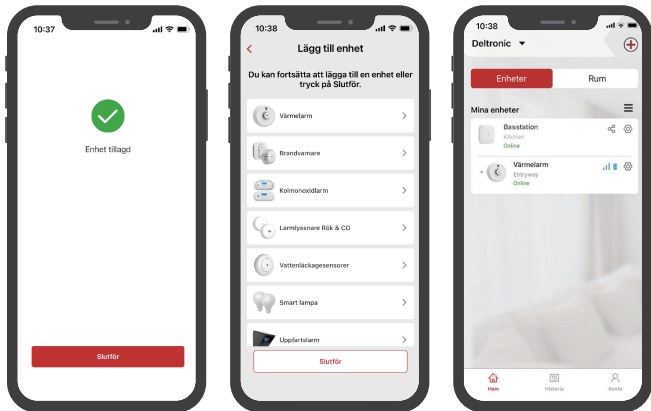 10:37
Enhet tillagd
Slutför
10:38
Lägg till enhet
Du kan fortsätta att lägga till en enhet eller
tryck på Slutför.
Värmelarm
Brandvarnare
Kolmonoxidlarm
Larmlyssnare Rök & CO
Vattenläckagesensorer
Smart lampa
Uppfartslarm
Slutför
10:38
Deltronic
Enheter
Rum
Mina enheter
Basstation
Kitchen
Online
Värmelarm
Entryway
Online
Hem
Historia
Konto